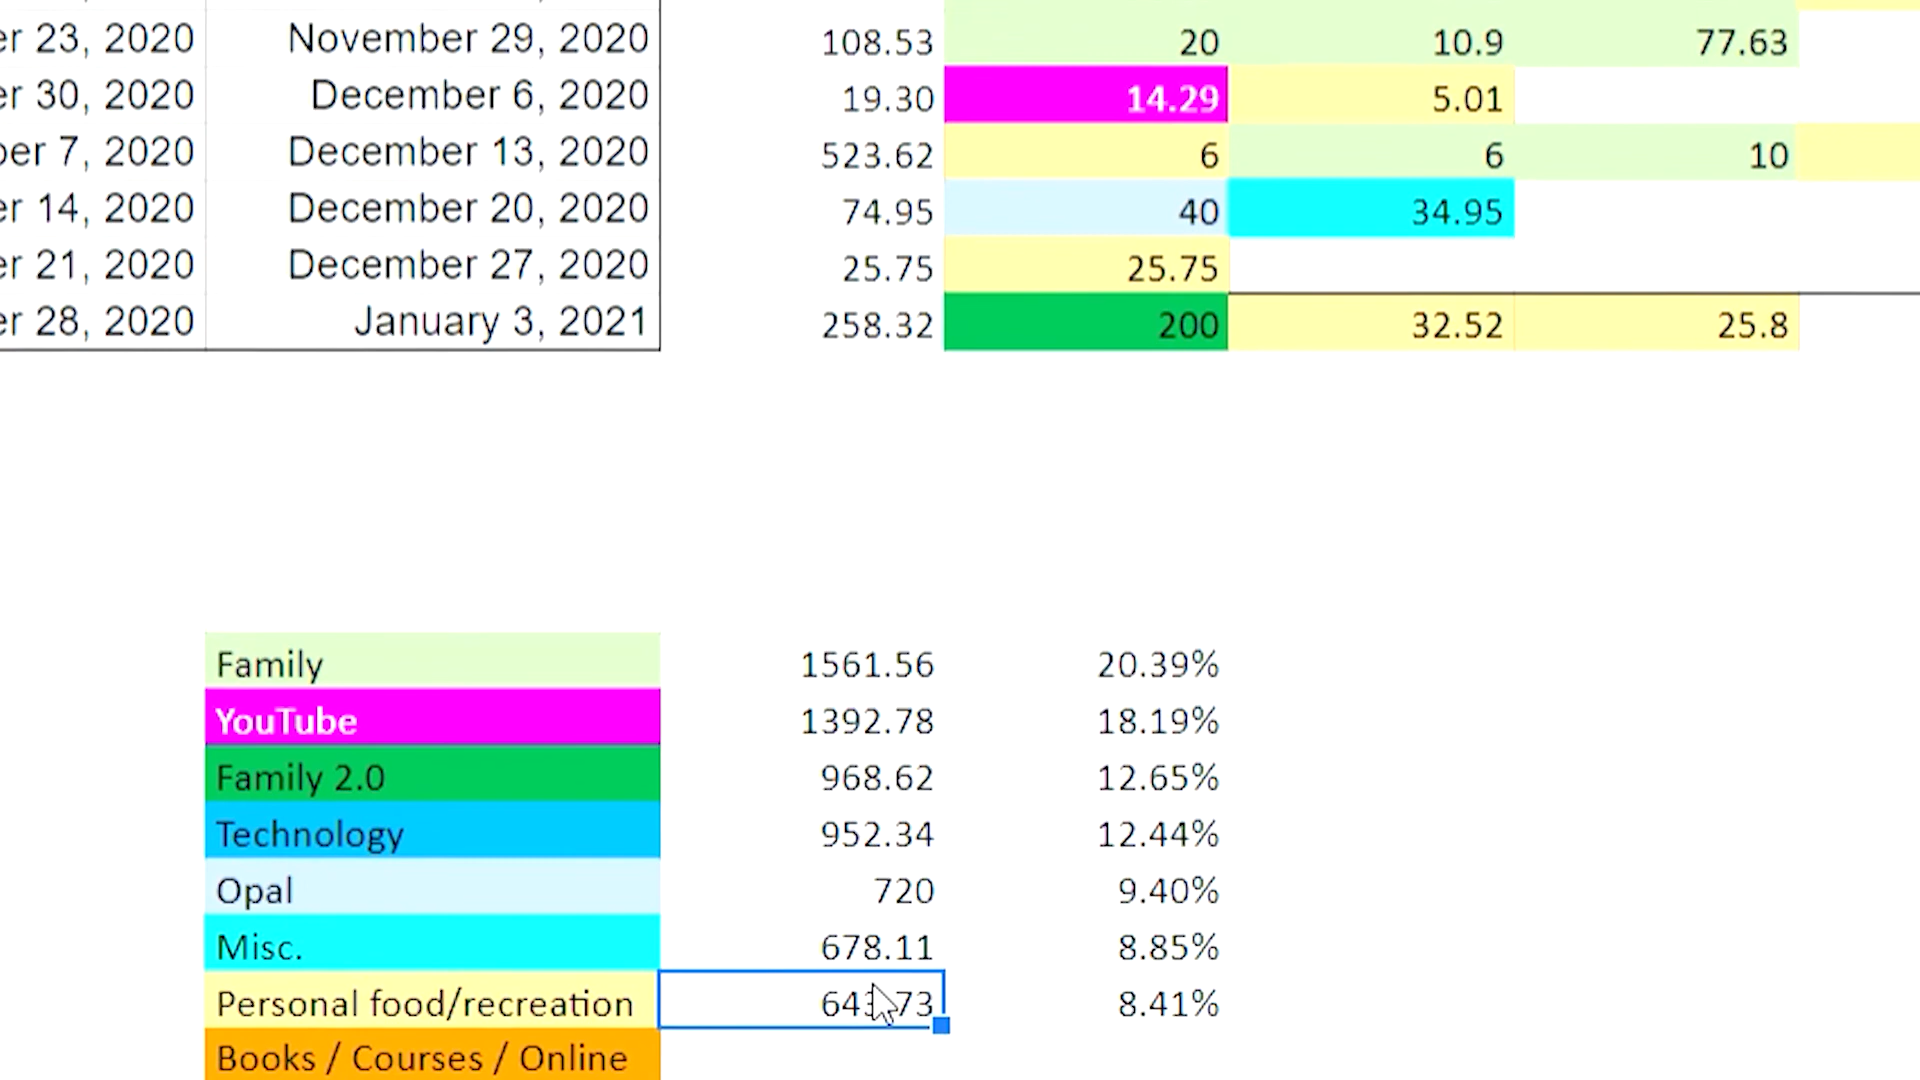 er 23, 2020 November 29, 2020 108.53 20 10.9 77.63
er 30, 2020 December 6, 2020 19.30 14.29 5.01
ber 7, 2020 December 13, 2020 523.62 6 6 10
er 14, 2020 December 20, 2020 74.95 40 34.95
er 21, 2020 December 27, 2020 25.75 25.75
er 28, 2020 January 3, 2021 258.32 200 32.52 25.8
Family 1561.56 20.39%
YouTube 1392.78 18.19%
Family 2.0 968.62 12.65%
Technology 952.34 12.44%
Opal 720 9.40%
Misc. 678.11 8.85%
Personal food/recreation 8.41%
Books / Courses / Online